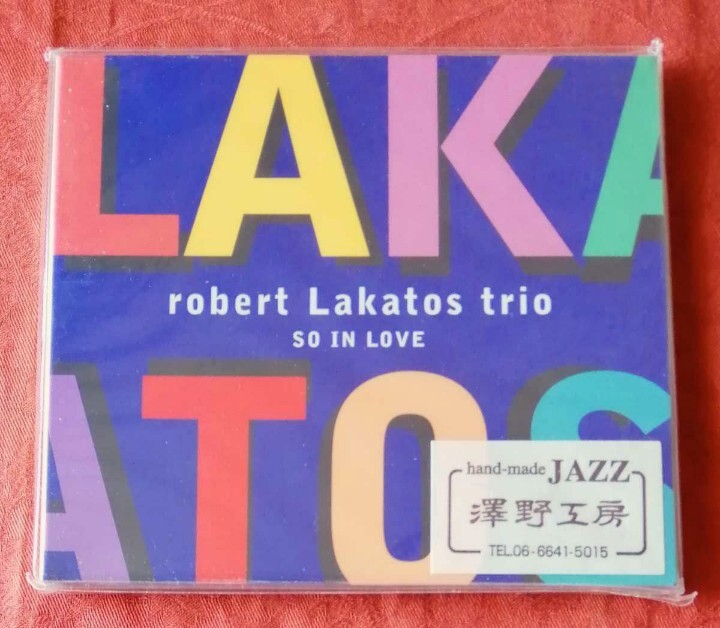 LAKA
robert Lakatos trio
SO IN LOVE
ATOS
hand-made JAZZ
澤野工房
TEL.06-6641-5015